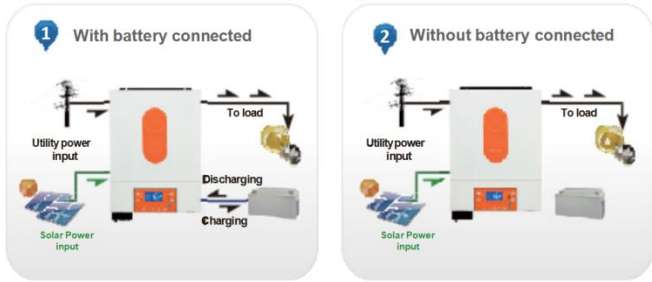 1 With battery connected
To load
Utility power
input
Discharging
Charging
Solar Power
input
2 Without battery connected
To load
Utility power
input
Solar Power
input